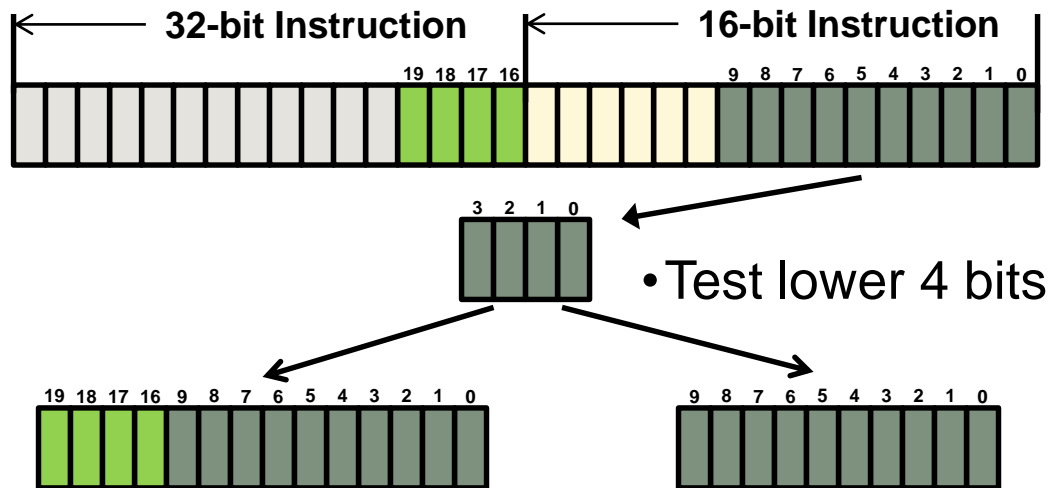 32-bit Instruction 16-bit Instruction
19 18 17 16 9 8 7 6 5 4 3 2 1 0
3 2 1 0
•Test lower 4 bits
19 18 17 16 9 8 7 6 5 4 3 2 1 0 9 8 7 6 5 4 3 2 1 0